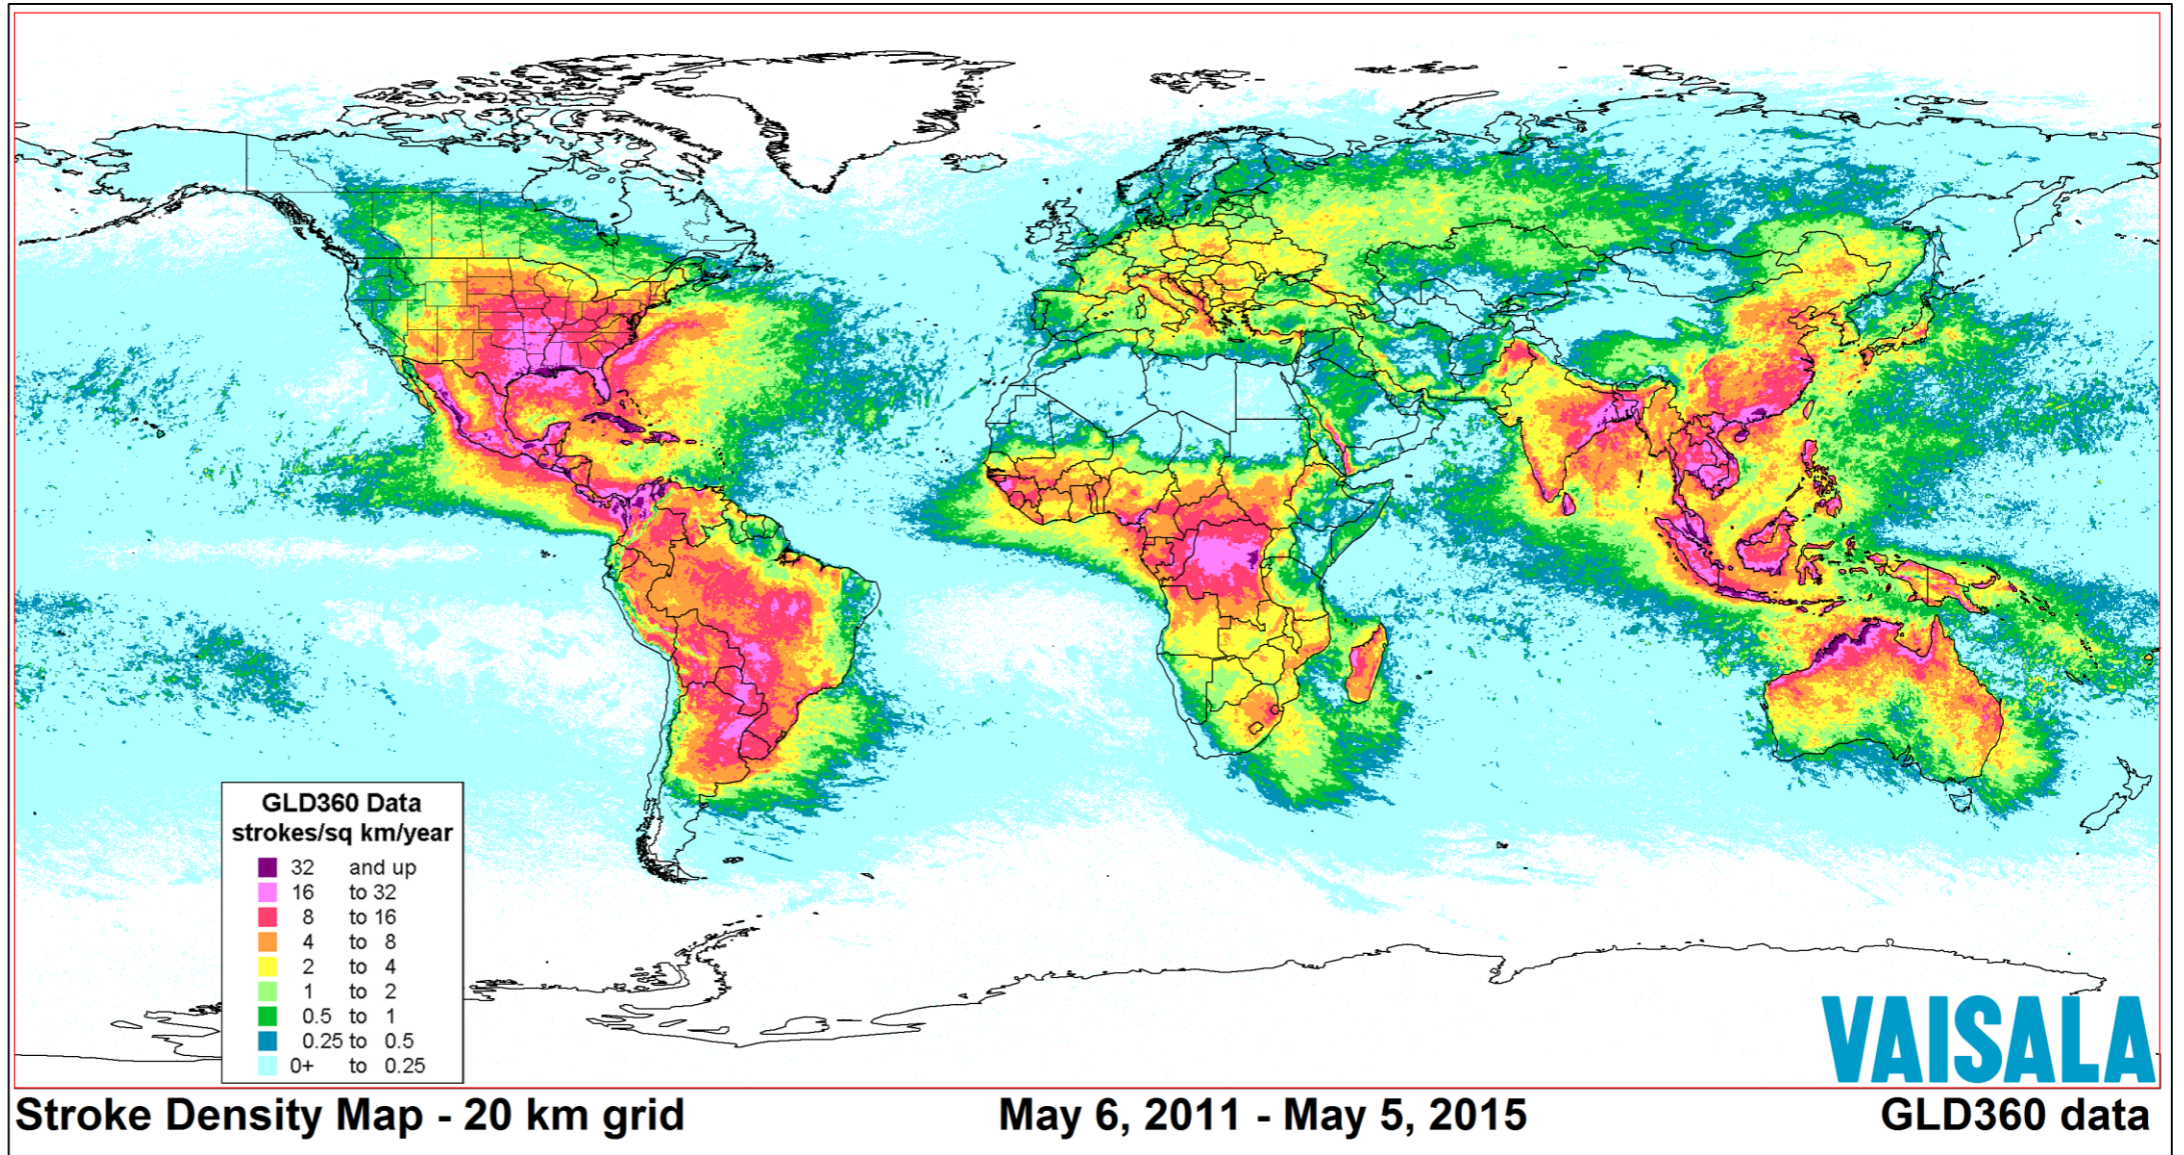 GLD360 Data
strokes/sq km/year
32 and up
16 to 32
8 to 16
4 to 8
2 to 4
1 to 2
0.5 to 1
0.25 to 0.5
0+ to 0.25
VAISALA
Stroke Density Map - 20 km grid
May 6, 2011 - May 5, 2015
GLD360 data